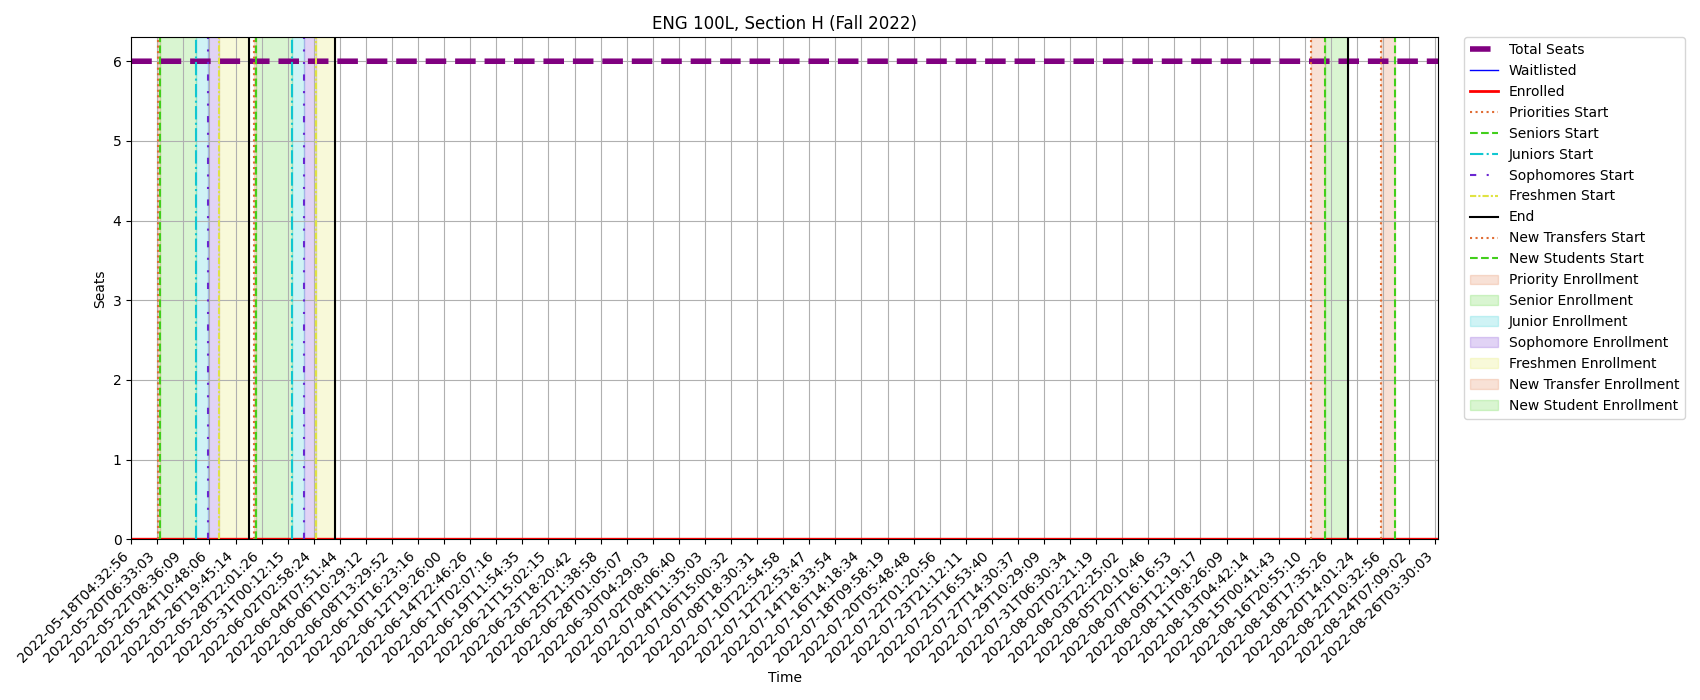 ENG 100L, Section H (Fall 2022)
Seats
6
5
4
3
2
1
0
2022-05-18T04:32:56
2022-05-20T06:33:03
2022-05-22T08:36:09
2022-05-24T10:48:06
2022-05-26T19:45:14
2022-05-28T22:01:26
2022-05-31T00:12:15
2022-06-02T02:58:24
2022-06-04T07:51:44
2022-06-06T10:29:12
2022-06-08T13:29:52
2022-06-10T16:23:16
2022-06-12T19:26:00
2022-06-14T22:46:26
2022-06-17T02:07:16
2022-06-19T11:54:35
2022-06-21T15:02:15
2022-06-23T18:20:42
2022-06-25T21:38:58
2022-06-28T01:05:07
2022-06-30T04:29:03
2022-07-02T08:06:40
2022-07-04T11:35:03
2022-07-06T15:00:32
2022-07-08T18:30:31
2022-07-10T22:54:58
2022-07-12T22:53:47
2022-07-14T18:33:54
2022-07-16T14:18:34
2022-07-18T09:58:19
2022-07-20T05:48:48
2022-07-22T01:20:56
2022-07-23T21:12:11
2022-07-25T16:53:40
2022-07-27T14:30:37
2022-07-29T10:29:09
2022-07-31T06:30:34
2022-08-02T02:21:19
2022-08-03T22:25:02
2022-08-05T20:10:46
2022-08-07T16:16:53
2022-08-09T12:19:17
2022-08-11T08:26:09
2022-08-13T04:42:14
2022-08-15T00:41:43
2022-08-16T20:55:10
2022-08-18T17:35:26
2022-08-20T14:01:24
2022-08-22T10:32:56
2022-08-24T07:09:02
2022-08-26T03:30:03
Time
Total Seats
Waitlisted
Enrolled
Priorities Start
Seniors Start
Juniors Start
Sophomores Start
Freshmen Start
End
New Transfers Start
New Students Start
Priority Enrollment
Senior Enrollment
Junior Enrollment
Sophomore Enrollment
Freshmen Enrollment
New Transfer Enrollment
New Student Enrollment